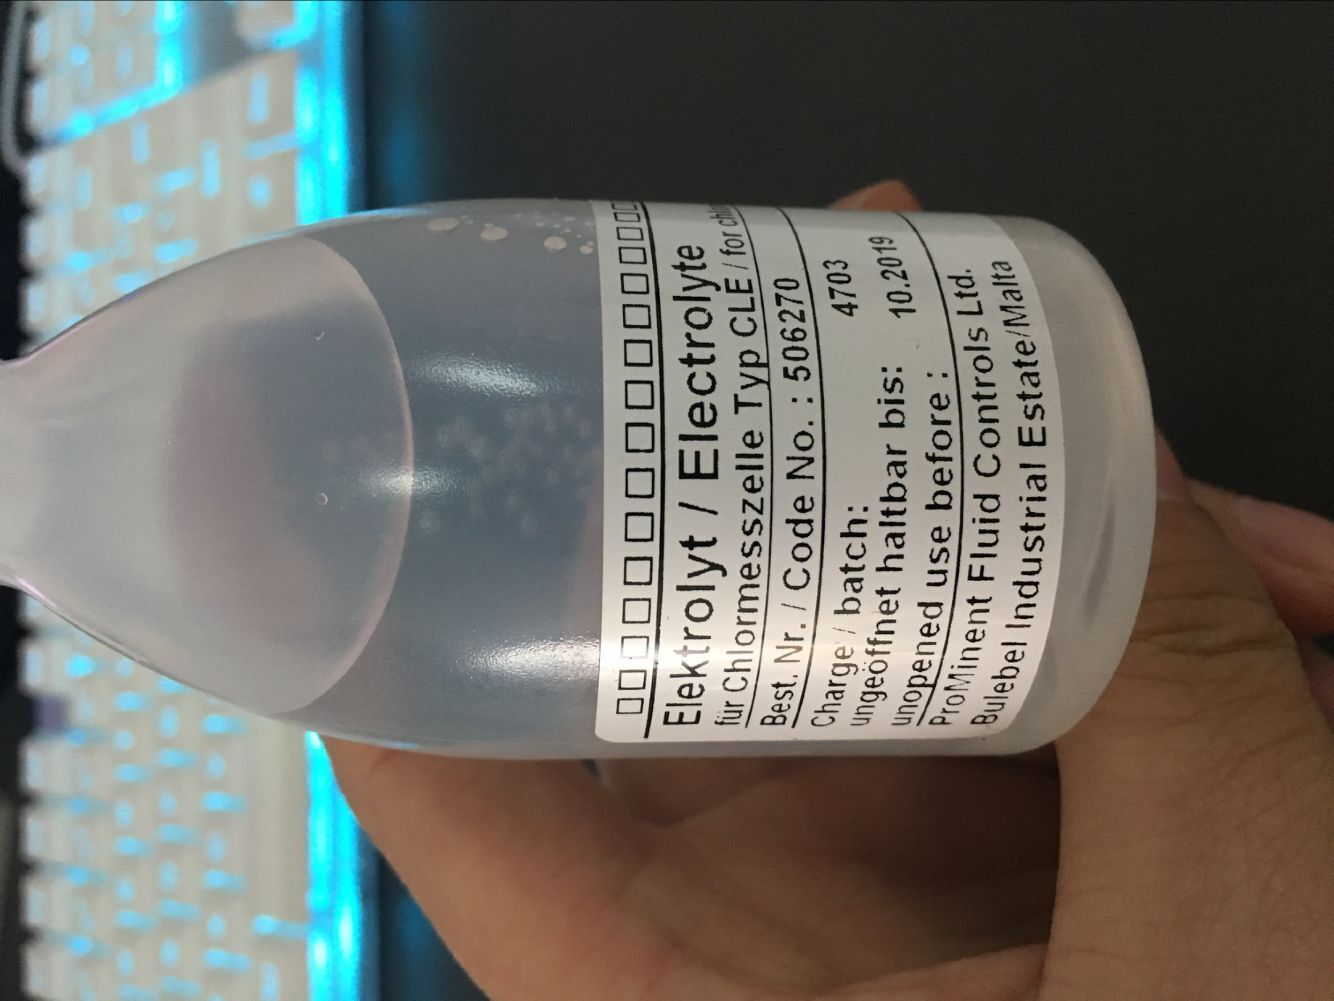 Elektrolyt / Electrolyte
für Chlormesszelle Typ CLE / for
Best. Nr. / Code No. : 506270
Charge / batch: 4703
ungeöffnet haltbar bis: 10.2019
unopened use before :
ProMinent Fluid Controls Ltd.
Bulebel Industrial Estate/Malta